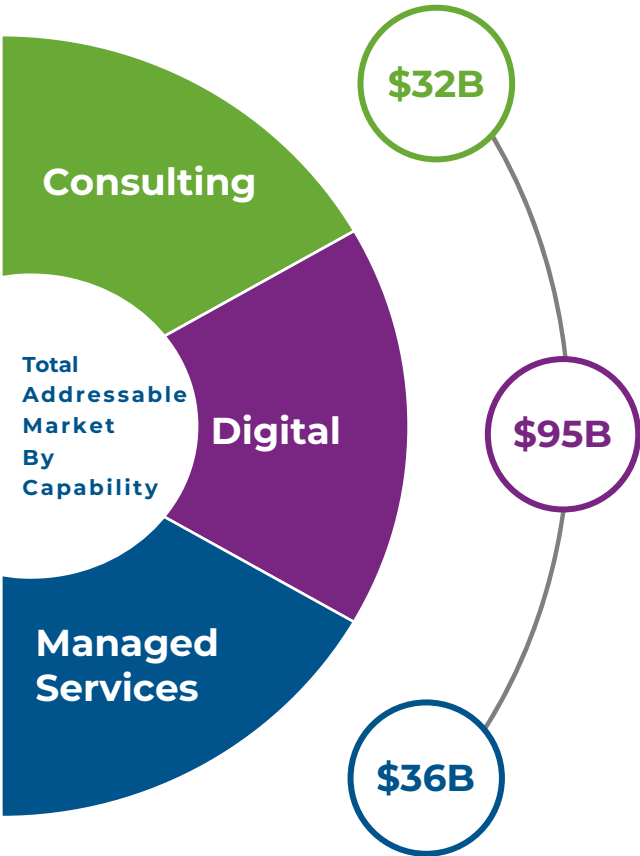 $32B
Consulting
Total
Addressable
Market
By
Capability
Digital
$95B
Managed
Services
$36B